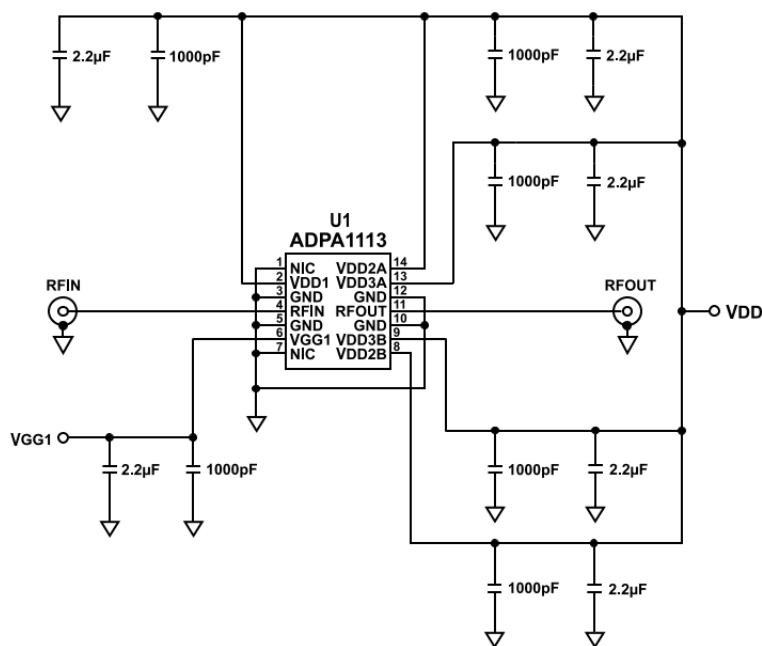 2.2µF
1000pF
1000pF
2.2µF
1000pF
2.2µF
U1
ADPA1113
1 NIC VDD2A 14
2 VDD1 VDD3A 13
3 GND GND 12
RFIN
4 RFIN RFOUT 11
RFOUT
5 GND GND 10
VDD
6 VGG1 VDD3B 9
7 NIC VDD2B 8
VGG1
2.2µF
1000pF
1000pF
2.2µF
1000pF
2.2µF